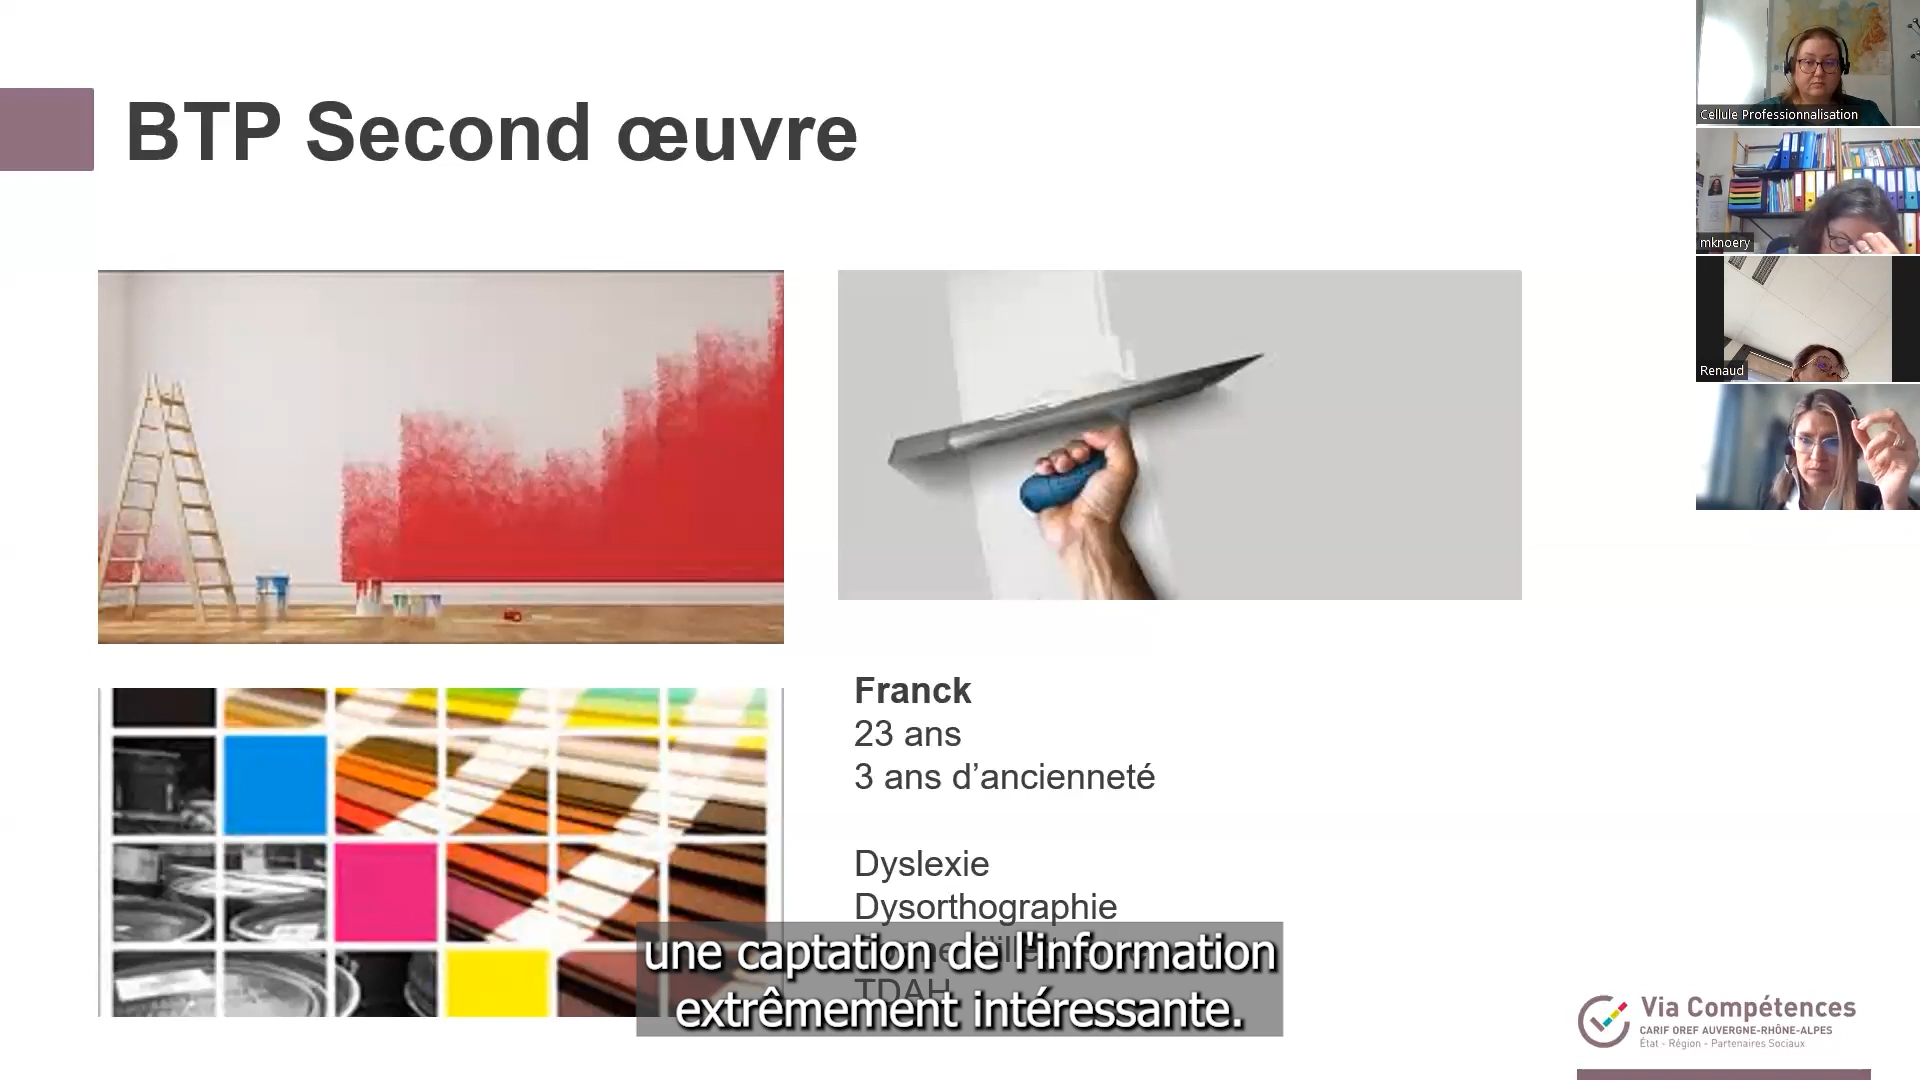 BTP Second œuvre
Cellule Professionnalisation
mknoery
Renaud
Franck
23 ans
3 ans d’ancienneté
Dyslexie
Dysorthographie
TDAH
une captation de l'information
extrêmement intéressante.
Via Compétences
CARIF OREF AUVERGNE-RHÔNE-ALPES
État - Région - Partenaires Sociaux